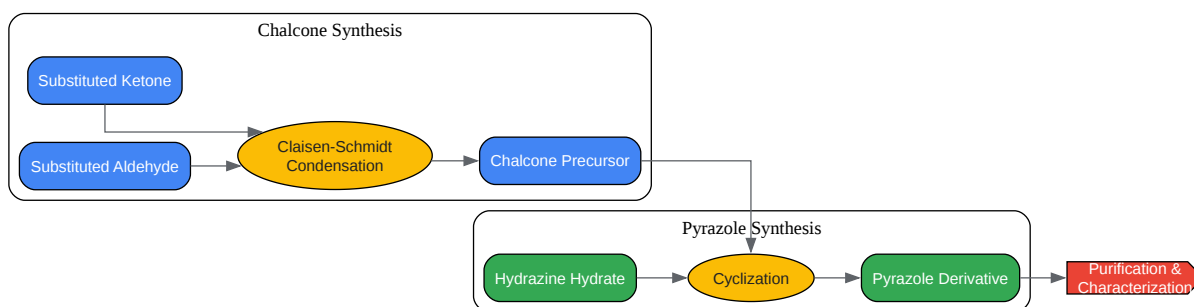 Chalcone Synthesis
Substituted Ketone
Substituted Aldehyde
Claisen-Schmidt
Condensation
Chalcone Precursor
Pyrazole Synthesis
Hydrazine Hydrate
Cyclization
Pyrazole Derivative
Purification &
Characterization